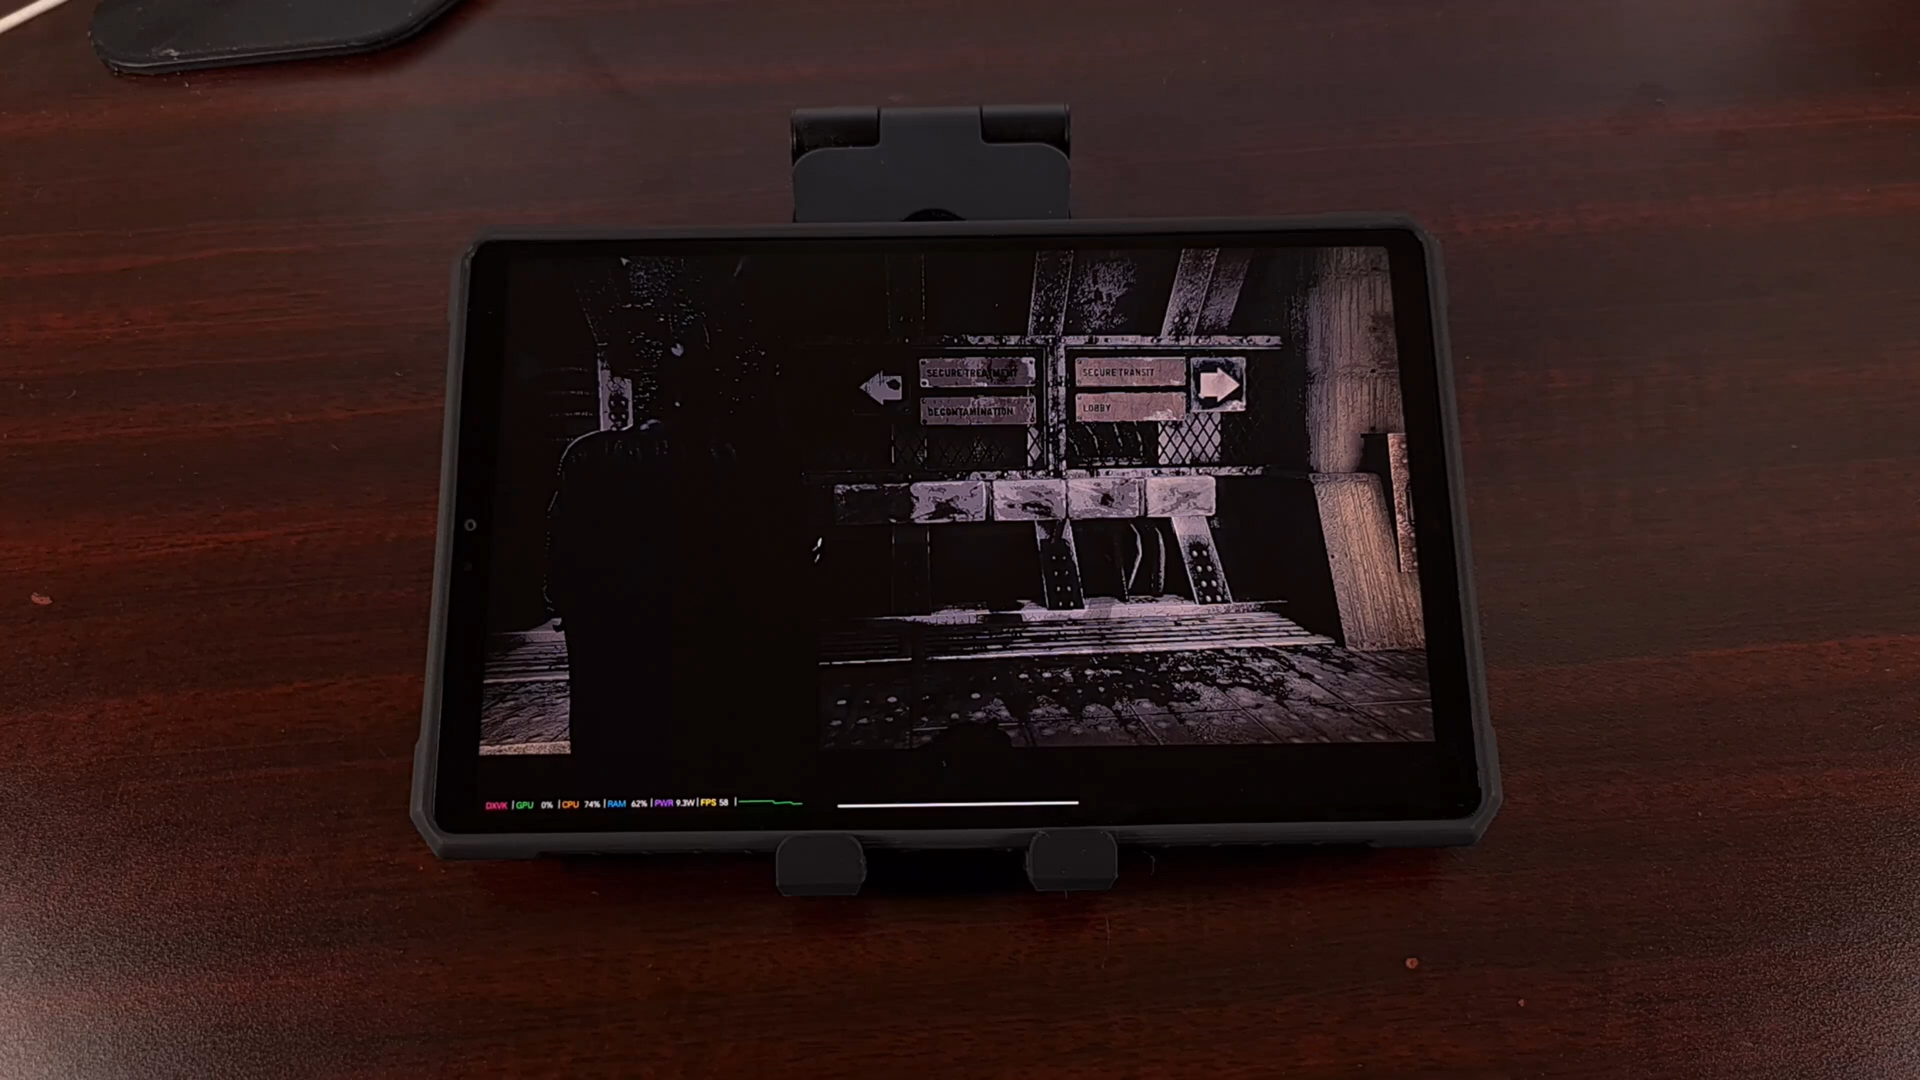 SECURE TREATMENT
SECURE TRANSIT
DECONTAMINATION
LOBBY
DXVK | GPU 0% | CPU 74% | RAM 62% | PWR 9.3W | FPS 58 |